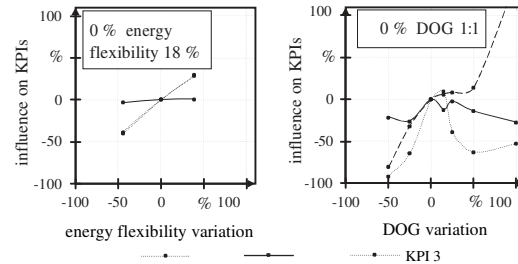 100
0 % energy
flexibility 18 %
%
0
-50
-100
influence on KPIs
-100 -50 0 % 100
energy flexibility variation
100
0 % DOG 1:1
%
0
-50
-100
influence on KPIs
-100 -50 0 % 100
DOG variation
KPI 3